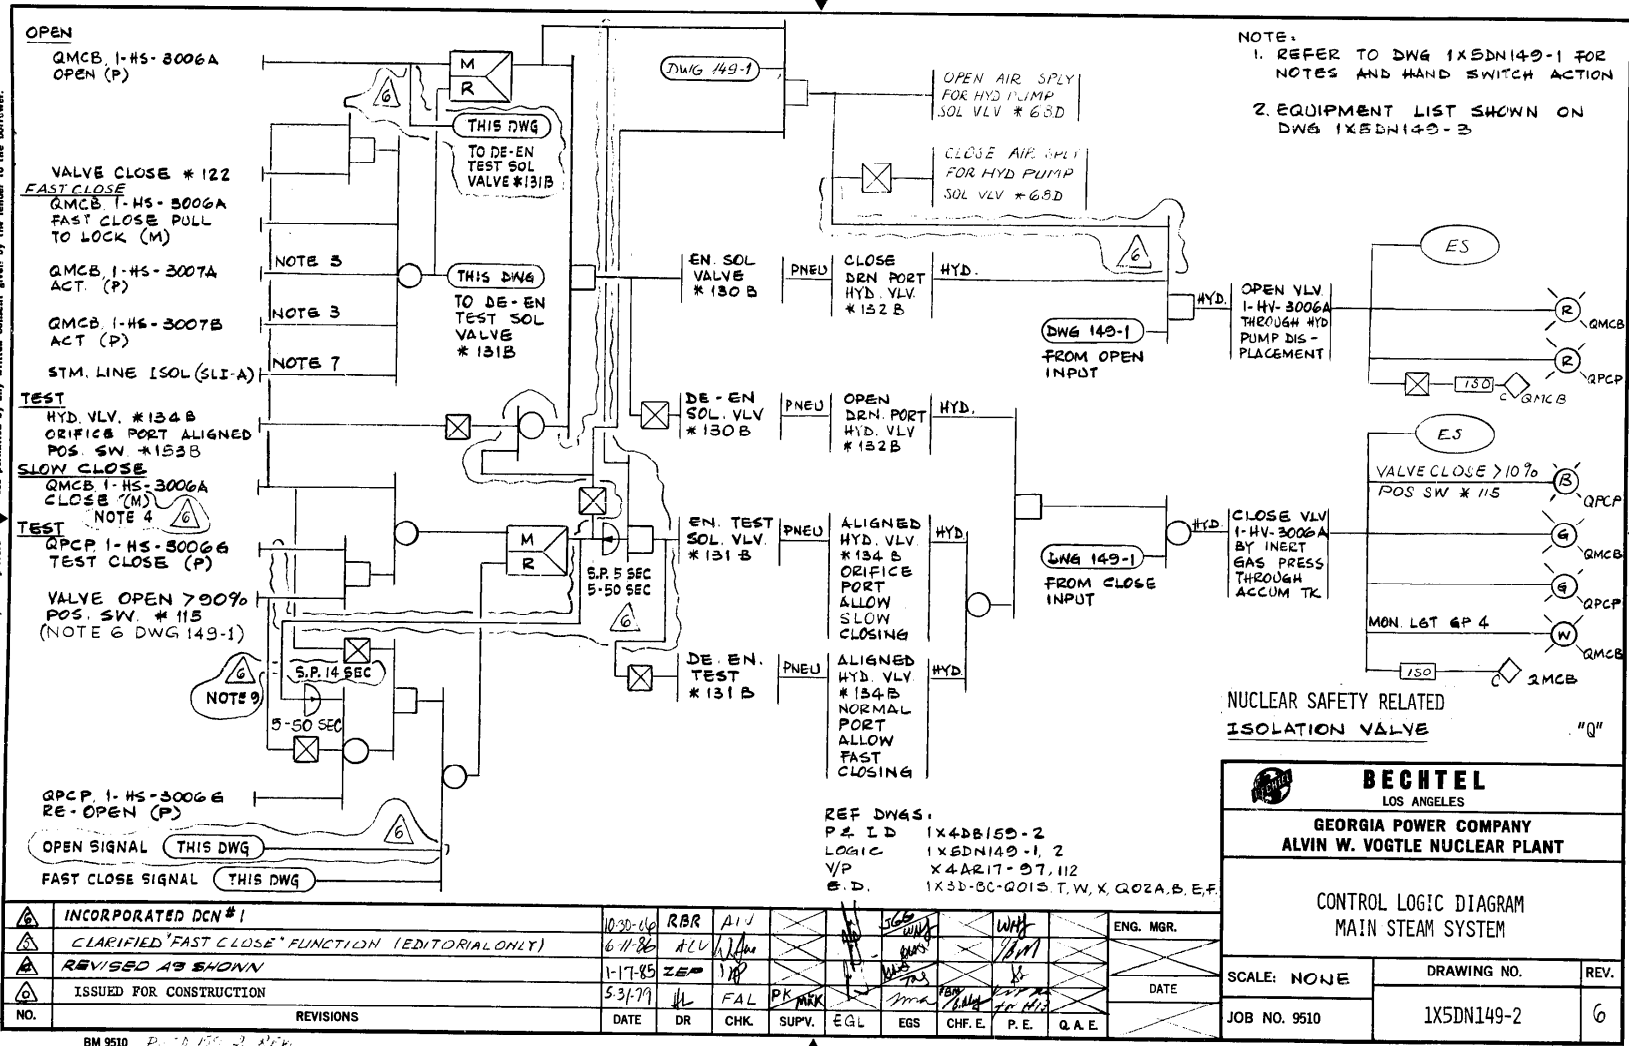 OPEN
QMCB, 1-HS-3006A
OPEN (P)
VALVE CLOSE * 122
FAST CLOSE
QMCB, 1-HS-3006A
FAST CLOSE PULL
TO LOCK (M)
QMCB, 1-HS-3007A
ACT. (P)
NOTE 3
QMCB, 1-HS-3007B
ACT (P)
NOTE 3
STM. LINE ISOL (SLI-A)
NOTE 7
TEST
HYD. VLV. *134B
ORIFICE PORT ALIGNED
POS. SW. *153B
SLOW CLOSE
QMCB, 1-HS-3006A
CLOSE (M)
NOTE 4
6
TEST
QPCP, 1-HS-3006G
TEST CLOSE (P)
VALVE OPEN >90%
POS. SW. * 115
(NOTE 6 DWG 149-1)
6
NOTE 9
S.P. 14 SEC
5-50 SEC
QPCP, 1-HS-3006G
RE-OPEN (P)
6
OPEN SIGNAL
THIS DWG
FAST CLOSE SIGNAL
THIS DWG
M
R
6
THIS DWG
TO DE-EN
TEST SOL
VALVE *131B
THIS DWG
TO DE-EN
TEST SOL
VALVE
* 131B
M
R
S.P. 5 SEC
5-50 SEC
6
DWG 149-1
OPEN AIR SPLY
FOR HYD PUMP
SOL VLV * 63D
CLOSE AIR SPLY
FOR HYD PUMP
SOL VLV *63D
6
EN. SOL
VALVE
* 130 B
PNEU
CLOSE
DRN PORT
HYD. VLV.
* 132 B
HYD.
DWG 149-1
FROM OPEN
INPUT
HYD.
OPEN VLV.
1-HV-3006A
THROUGH HYD
PUMP DIS-
PLACEMENT
ES
R
QMCB
R
QPCP
ISO
C
QMCB
DE-EN
SOL. VLV
* 130 B
PNEU
OPEN
DRN. PORT
HYD. VLV
* 132B
HYD.
EN. TEST
SOL. VLV.
* 131 B
PNEU
ALIGNED
HYD. VLV.
* 134 B
ORIFICE
PORT
ALLOW
SLOW
CLOSING
HYD.
DE. EN.
TEST
* 131 B
PNEU
ALIGNED
HYD. VLV.
* 134B
NORMAL
PORT
ALLOW
FAST
CLOSING
HYD.
DWG 149-1
FROM CLOSE
INPUT
HYD.
CLOSE VLV
1-HV-3006A
BY INERT
GAS PRESS
THROUGH
ACCUM TK.
ES
VALVE CLOSE >10%
POS SW * 115
B
QPCP
G
QMCB
G
QPCP
MON. LGT GP 4
W
QMCB
ISO
C
QMCB
NOTE:
1. REFER TO DWG 1X5DN149-1 FOR
NOTES AND HAND SWITCH ACTION
2. EQUIPMENT LIST SHOWN ON
DWG 1X5DN149-3
NUCLEAR SAFETY RELATED
ISOLATION VALVE
"Q"
REF DWGS:
P & I D 1X4DB159-2
LOGIC 1X5DN149-1, 2
V/P X4AR17-97, 112
E.D. 1X3D-BC-Q01S, T, W, X, Q02A, B, E, F
BECHTEL
LOS ANGELES
GEORGIA POWER COMPANY
ALVIN W. VOGTLE NUCLEAR PLANT
CONTROL LOGIC DIAGRAM
MAIN STEAM SYSTEM
SCALE: NONE
DRAWING NO.
REV.
JOB NO. 9510
1X5DN149-2
6
6 INCORPORATED DCN #1 RBR
5 CLARIFIED "FAST CLOSE" FUNCTION (EDITORIAL ONLY) 6-11-86
REVISED AS SHOWN 1-17-85
0 ISSUED FOR CONSTRUCTION 5-31-79 FAL PK
NO. REVISIONS DATE DR CHK. SUPV. EGL EGS CHF. E. P. E. Q.A.E.
ENG. MGR.
DATE
BM 9510